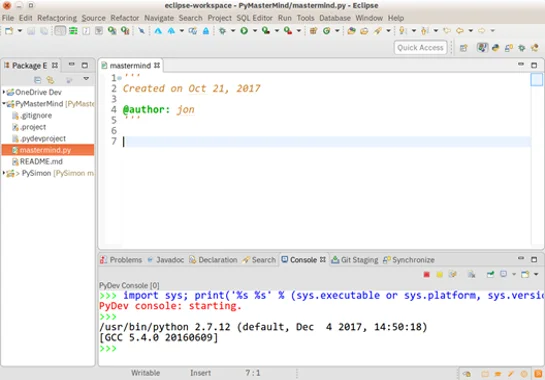 eclipse-workspace - PyMasterMind/mastermind.py - Eclipse
Edit Refactoring Source Refactor Navigate Search Project SQL Editor Run Tools Database Window Help
Quick Access
Package E
mastermind
OneDrive Dev
PyMasterMind [PyMaste
.gitignore
.project
.pydevproject
mastermind.py
README.md
> PySimon [PySimon m
1 '''
2 Created on Oct 21, 2017
3
4 @author: jon
5 '''
6
7
Problems Javadoc Declaration Search Console Git Staging Synchronize
PyDev Console [0]
>>> import sys; print('%s %s' % (sys.executable or sys.platform, sys.versio
PyDev console: starting.
>>>
/usr/bin/python 2.7.12 (default, Dec 4 2017, 14:50:18)
[GCC 5.4.0 20160609]
>>>
Writable Insert 7 : 1